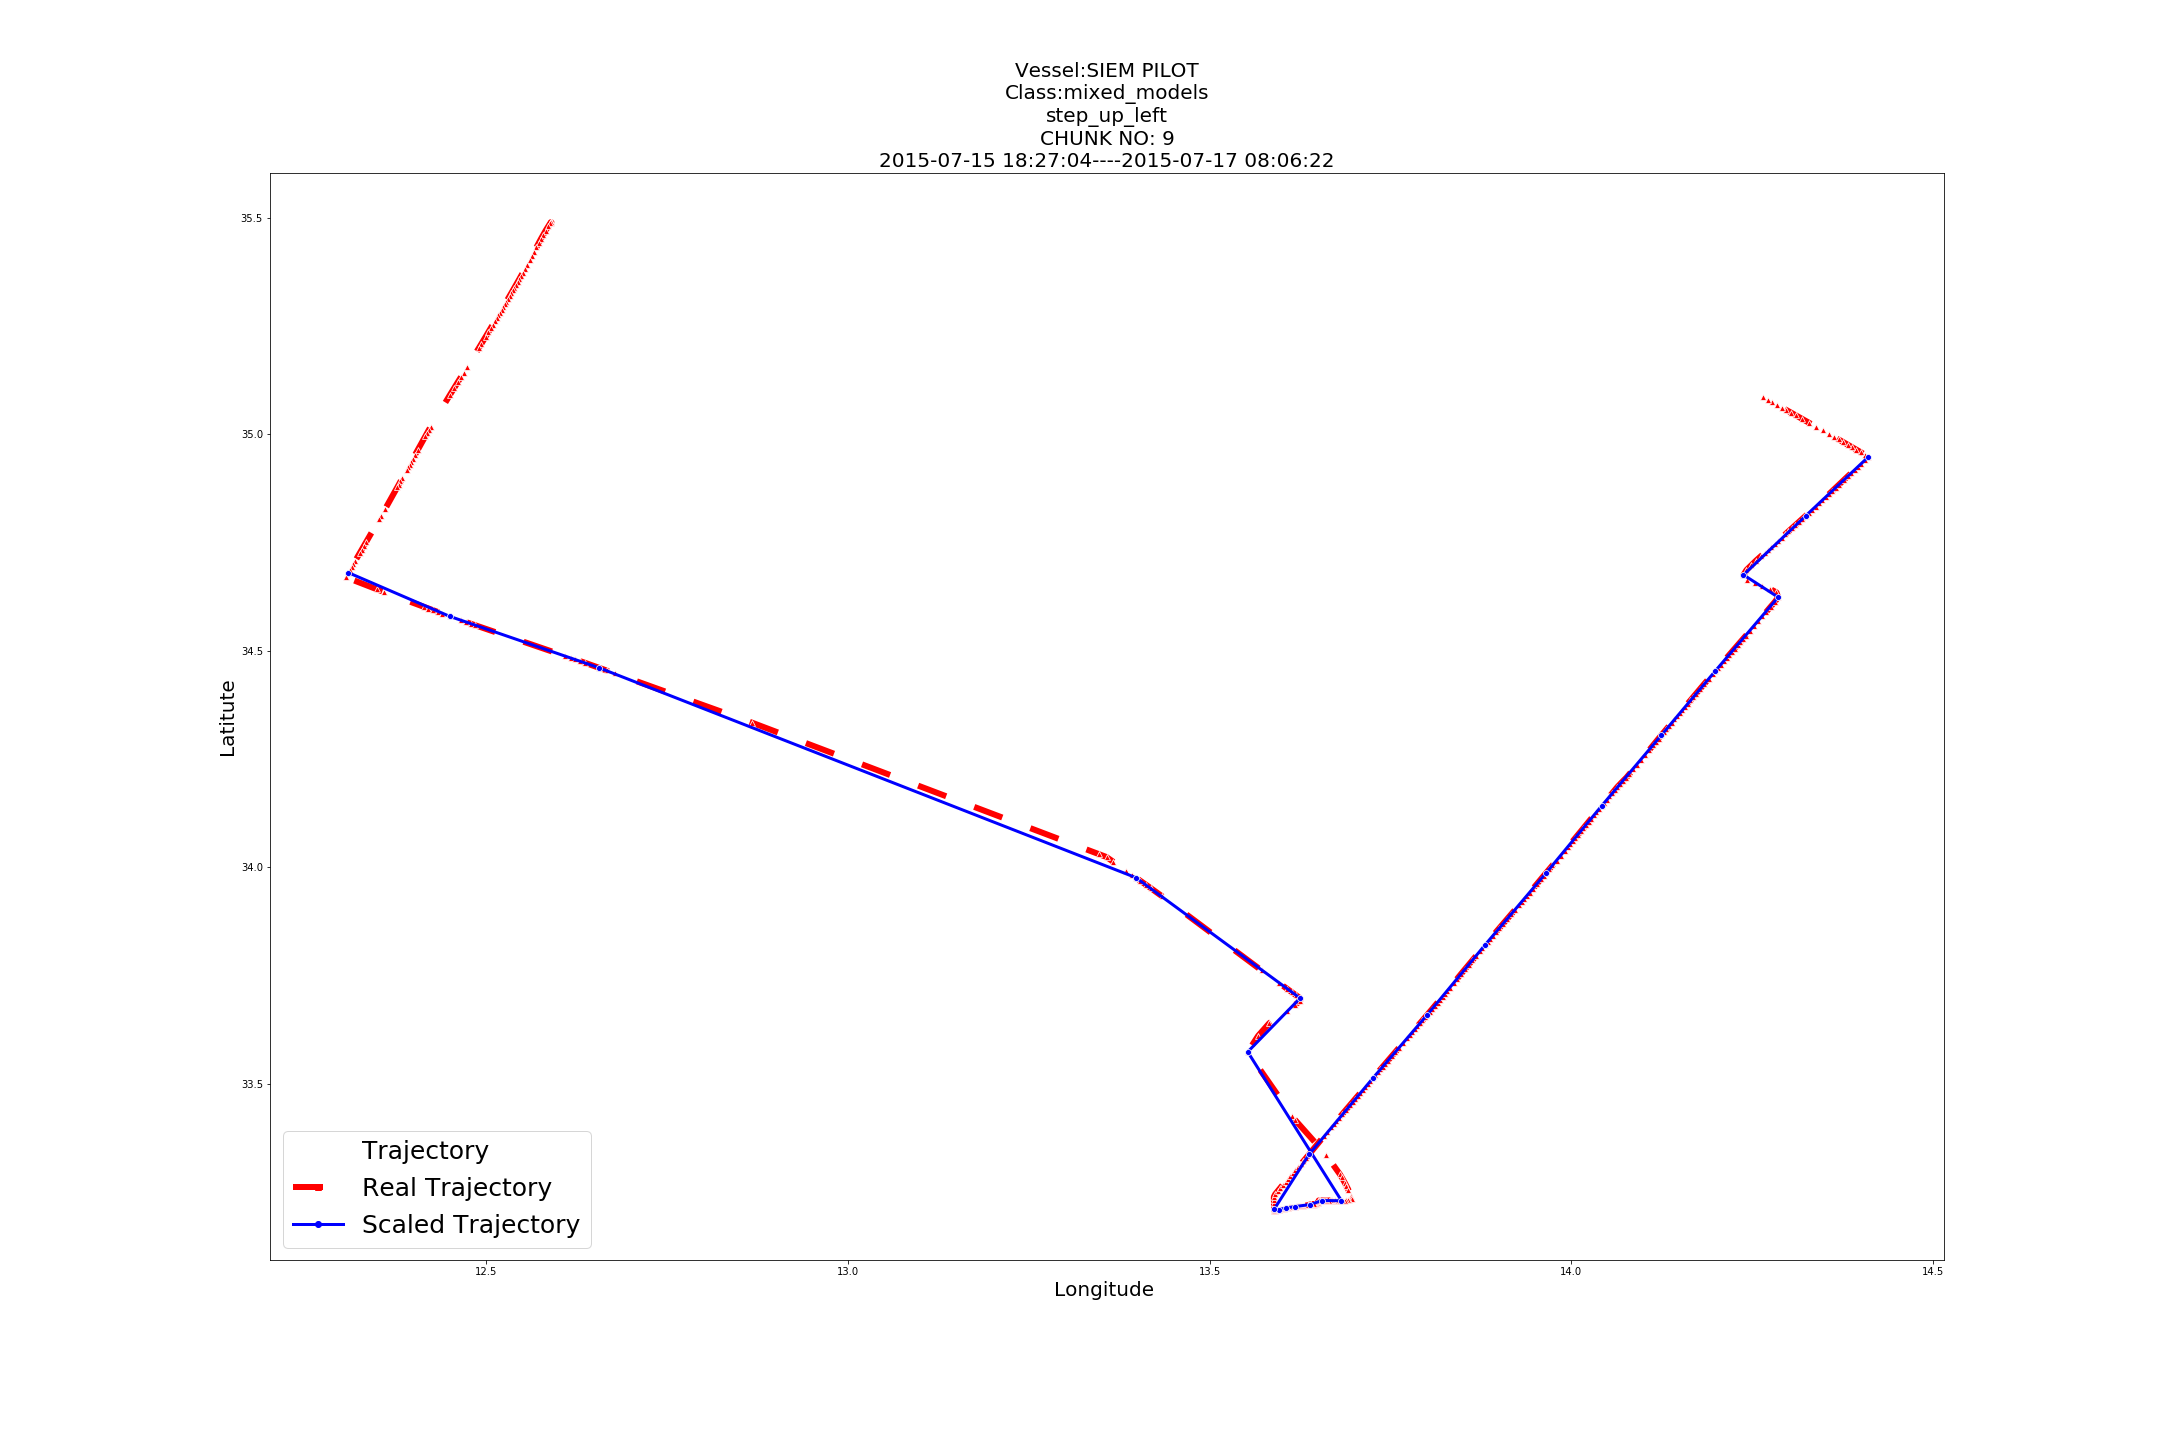 Vessel:SIEM PILOT
Class:mixed_models
step_up_left
CHUNK NO: 9
2015-07-15 18:27:04----2015-07-17 08:06:22
35.5
35.0
34.5
34.0
33.5
Latitute
Trajectory
Real Trajectory
Scaled Trajectory
12.5
13.0
13.5
14.0
14.5
Longitude